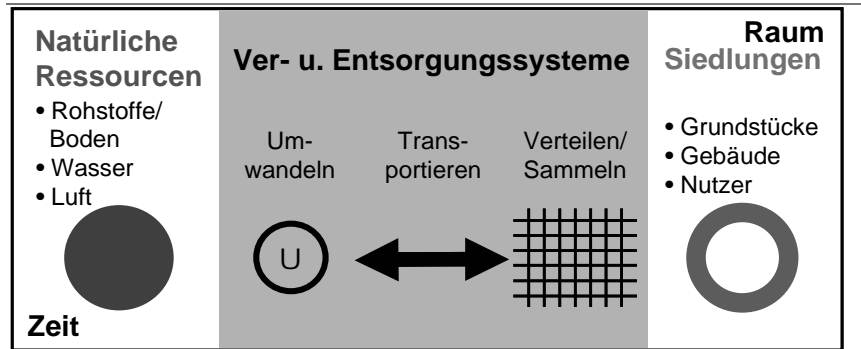 Natürliche
Ressourcen
• Rohstoffe/
Boden
• Wasser
• Luft
Zeit
Ver- u. Entsorgungssysteme
Um-
wandeln
Trans-
portieren
Verteilen/
Sammeln
U
Raum
Siedlungen
• Grundstücke
• Gebäude
• Nutzer